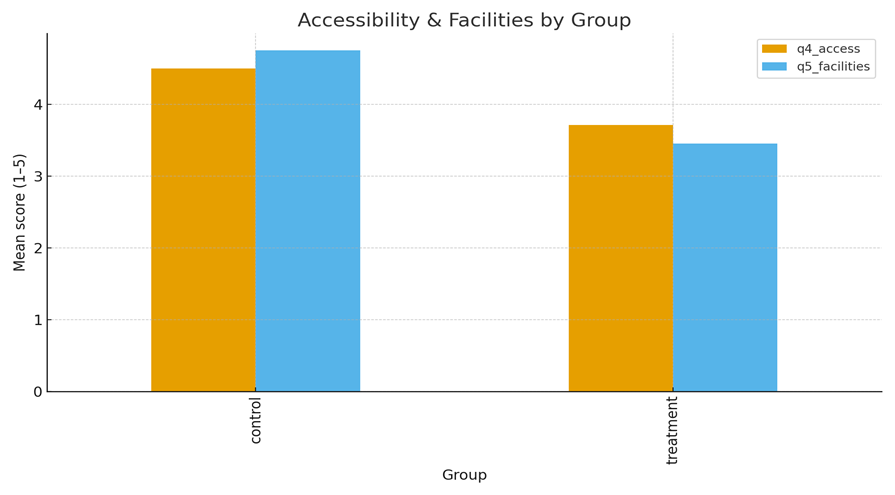 Accessibility & Facilities by Group
q4_access
q5_facilities
Mean score (1–5)
4
3
2
1
0
control
treatment
Group